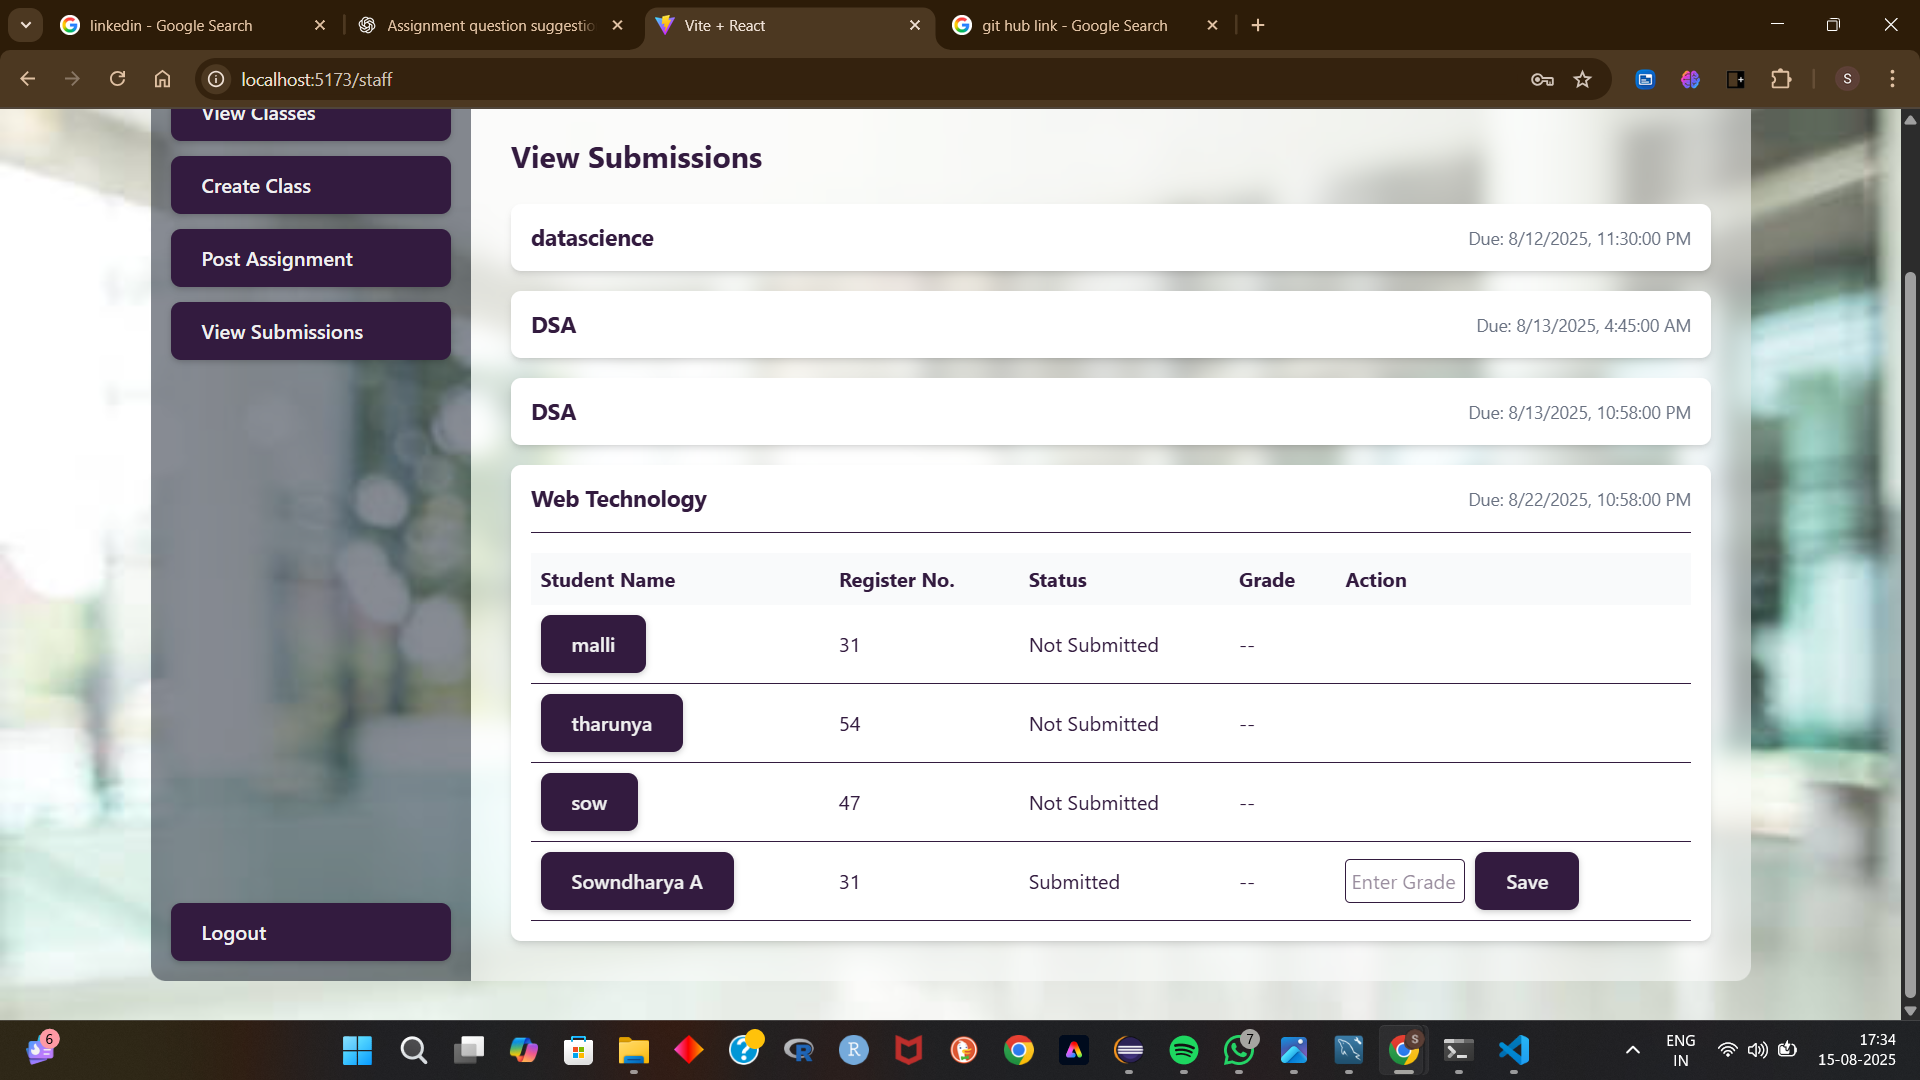 linkedin - Google Search
Assignment question suggestio
Vite + React
git hub link - Google Search
localhost:5173/staff
S
View Classes
Create Class
Post Assignment
View Submissions
Logout
View Submissions
datascience Due: 8/12/2025, 11:30:00 PM
DSA Due: 8/13/2025, 4:45:00 AM
DSA Due: 8/13/2025, 10:58:00 PM
Web Technology Due: 8/22/2025, 10:58:00 PM
Student Name Register No. Status Grade Action
malli 31 Not Submitted --
tharunya 54 Not Submitted --
sow 47 Not Submitted --
Sowndharya A 31 Submitted -- Enter Grade Save
6
R
R
7
S
ENG
IN
17:34
15-08-2025